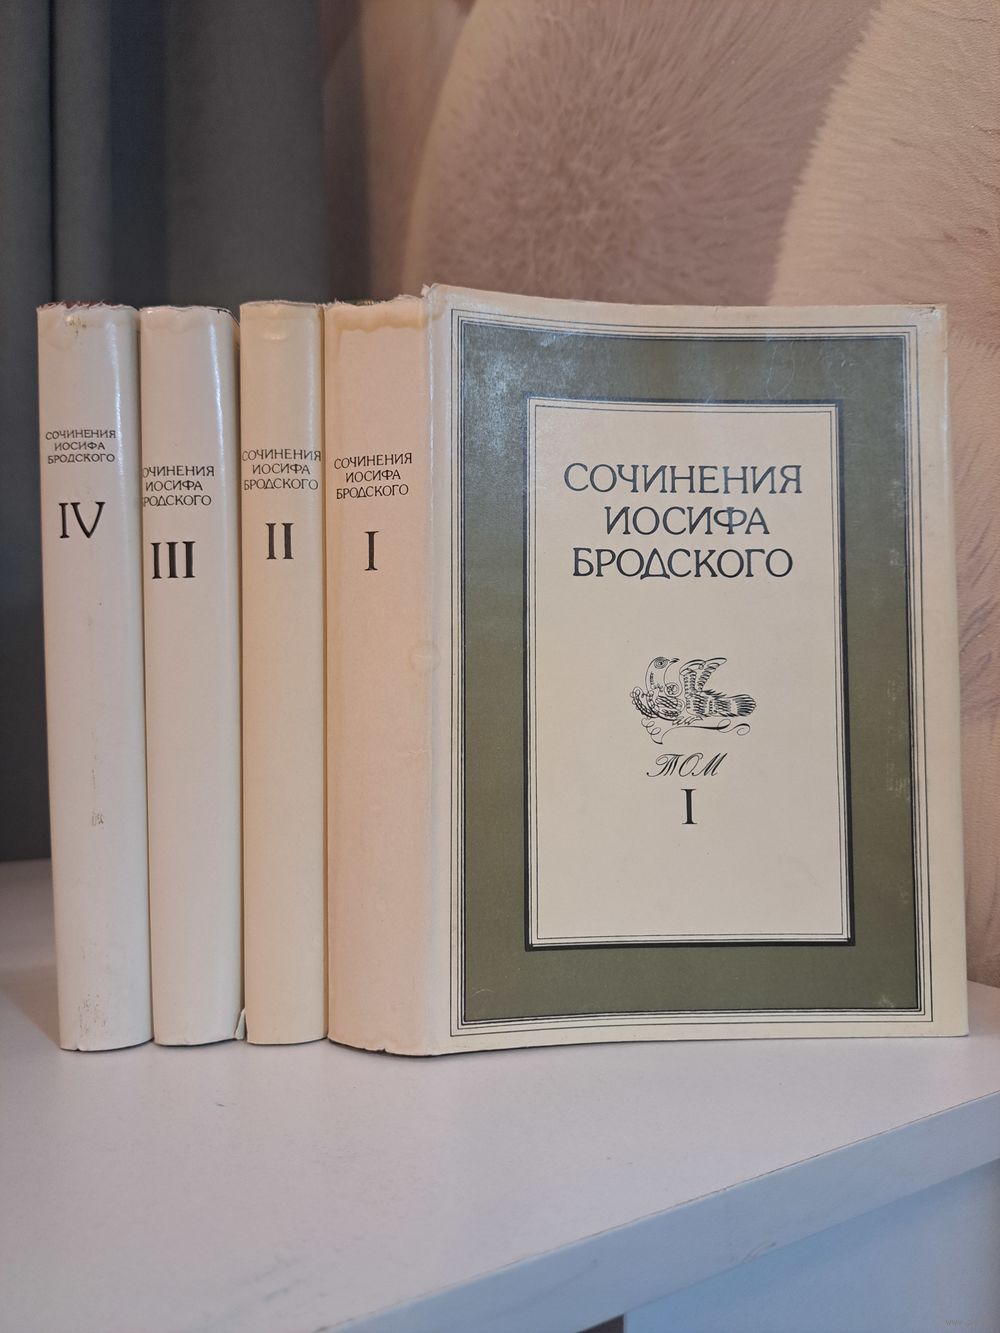 СОЧИНЕНИЯ
ИОСИФА
БРОДСКОГО
IV
СОЧИНЕНИЯ
ИОСИФА
БРОДСКОГО
III
СОЧИНЕНИЯ
ИОСИФА
БРОДСКОГО
II
СОЧИНЕНИЯ
ИОСИФА
БРОДСКОГО
I
СОЧИНЕНИЯ
ИОСИФА
БРОДСКОГО
ТОМ
I